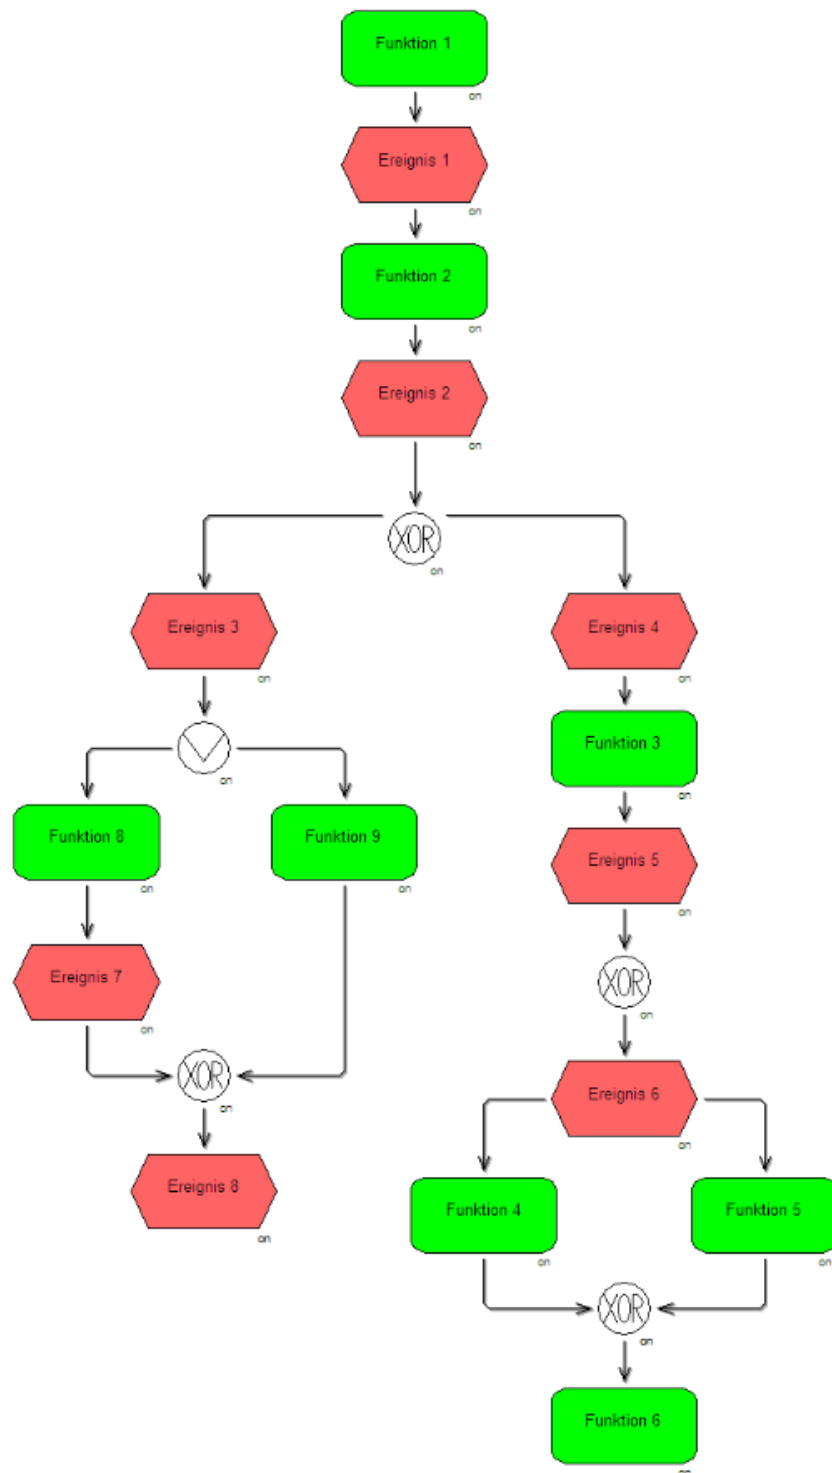 Funktion 1
on
Ereignis 1
on
Funktion 2
on
Ereignis 2
on
XOR
on
Ereignis 3
on
Ereignis 4
on
on
Funktion 3
on
Funktion 8
on
Funktion 9
on
Ereignis 5
on
Ereignis 7
on
XOR
on
XOR
on
Ereignis 6
on
Ereignis 8
on
Funktion 4
on
Funktion 5
on
XOR
on
Funktion 6
on